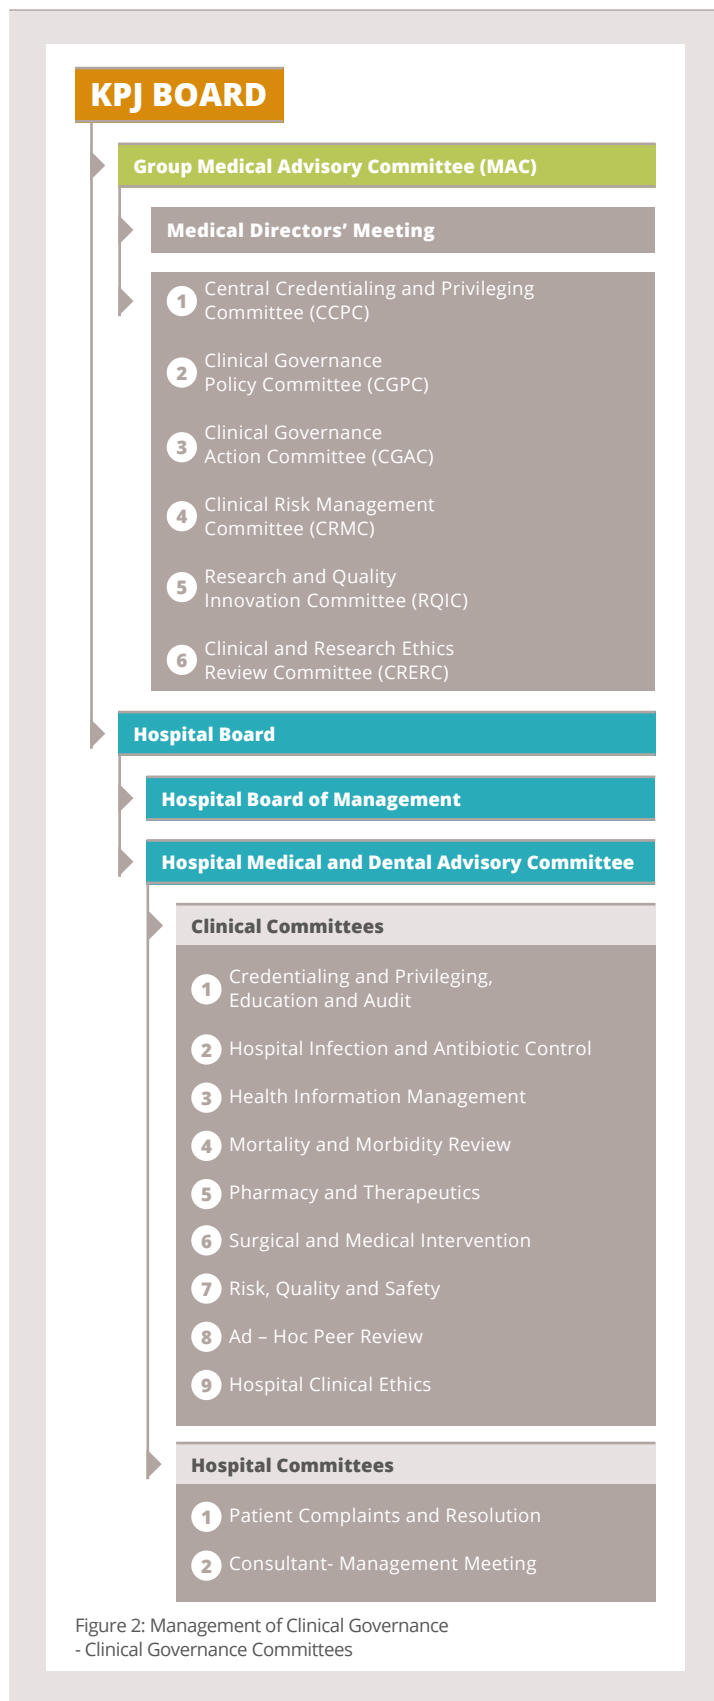 KPJ BOARD
Group Medical Advisory Committee (MAC)
Medical Directors’ Meeting
1 Central Credentialing and Privileging
Committee (CCPC)
2 Clinical Governance
Policy Committee (CGPC)
3 Clinical Governance
Action Committee (CGAC)
4 Clinical Risk Management
Committee (CRMC)
5 Research and Quality
Innovation Committee (RQIC)
6 Clinical and Research Ethics
Review Committee (CRERC)
Hospital Board
Hospital Board of Management
Hospital Medical and Dental Advisory Committee
Clinical Committees
1 Credentialing and Privileging,
Education and Audit
2 Hospital Infection and Antibiotic Control
3 Health Information Management
4 Mortality and Morbidity Review
5 Pharmacy and Therapeutics
6 Surgical and Medical Intervention
7 Risk, Quality and Safety
8 Ad – Hoc Peer Review
9 Hospital Clinical Ethics
Hospital Committees
1 Patient Complaints and Resolution
2 Consultant- Management Meeting
Figure 2: Management of Clinical Governance
- Clinical Governance Committees